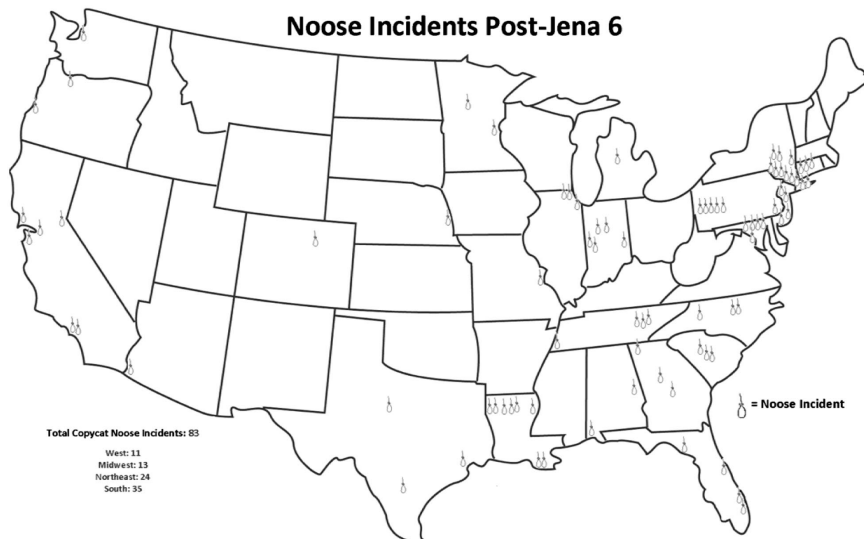 Noose Incidents Post-Jena 6
= Noose Incident
Total Copycat Noose Incidents: 83
West: 11
Midwest: 13
Northeast: 24
South: 35